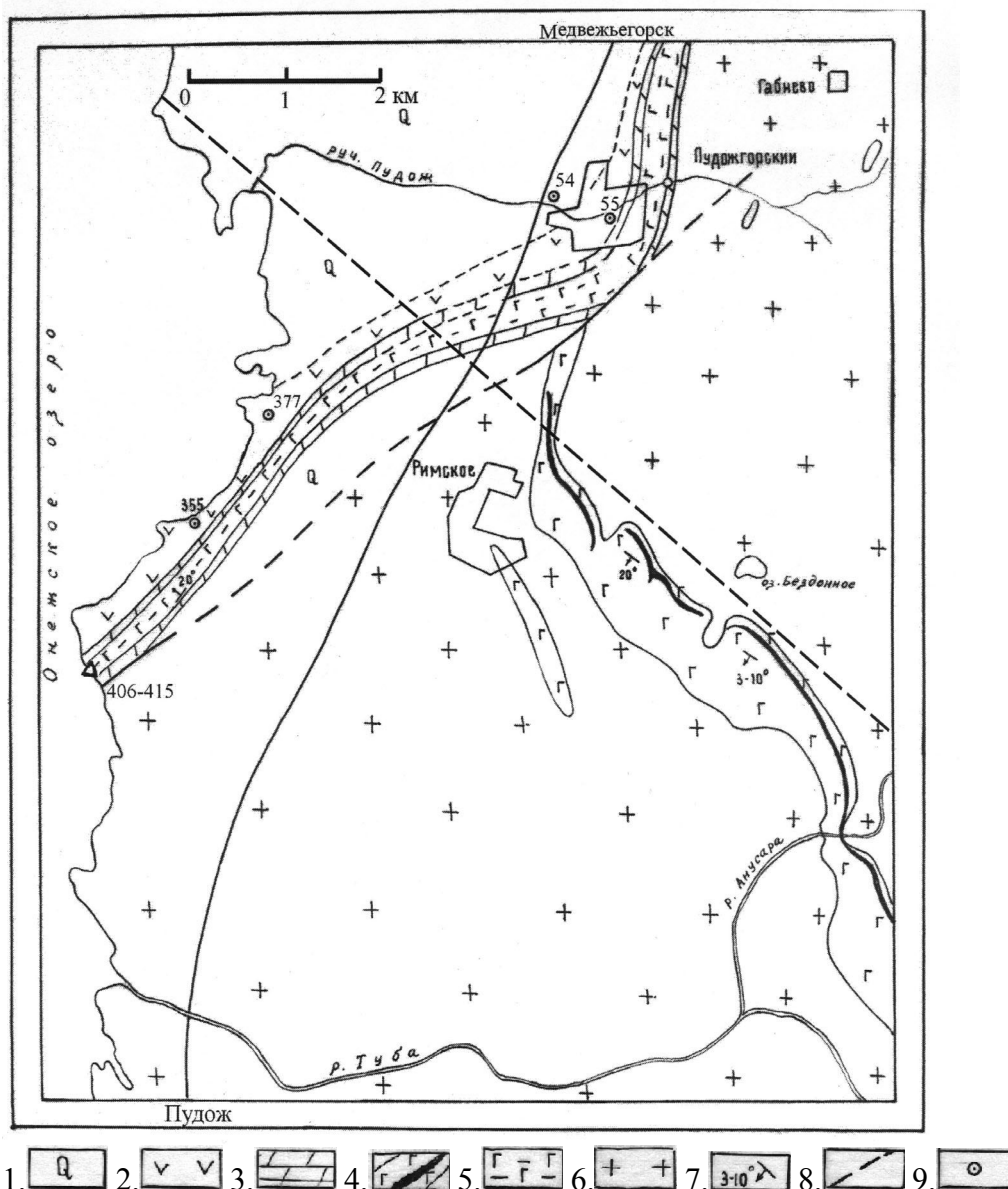 Медвежьегорск
0 1 2 км
Q
Габнево
руч. Пудож
Пудожгорский
54
55
Q
Онежское озеро
377
Римское
Q
355
20°
20°
оз. Бездонное
3-10°
406-415
р. Анусара
р. Туба
Пудож
1. Q 2. 3. 4. 5. 6. 7. 3-10° 8. 9.